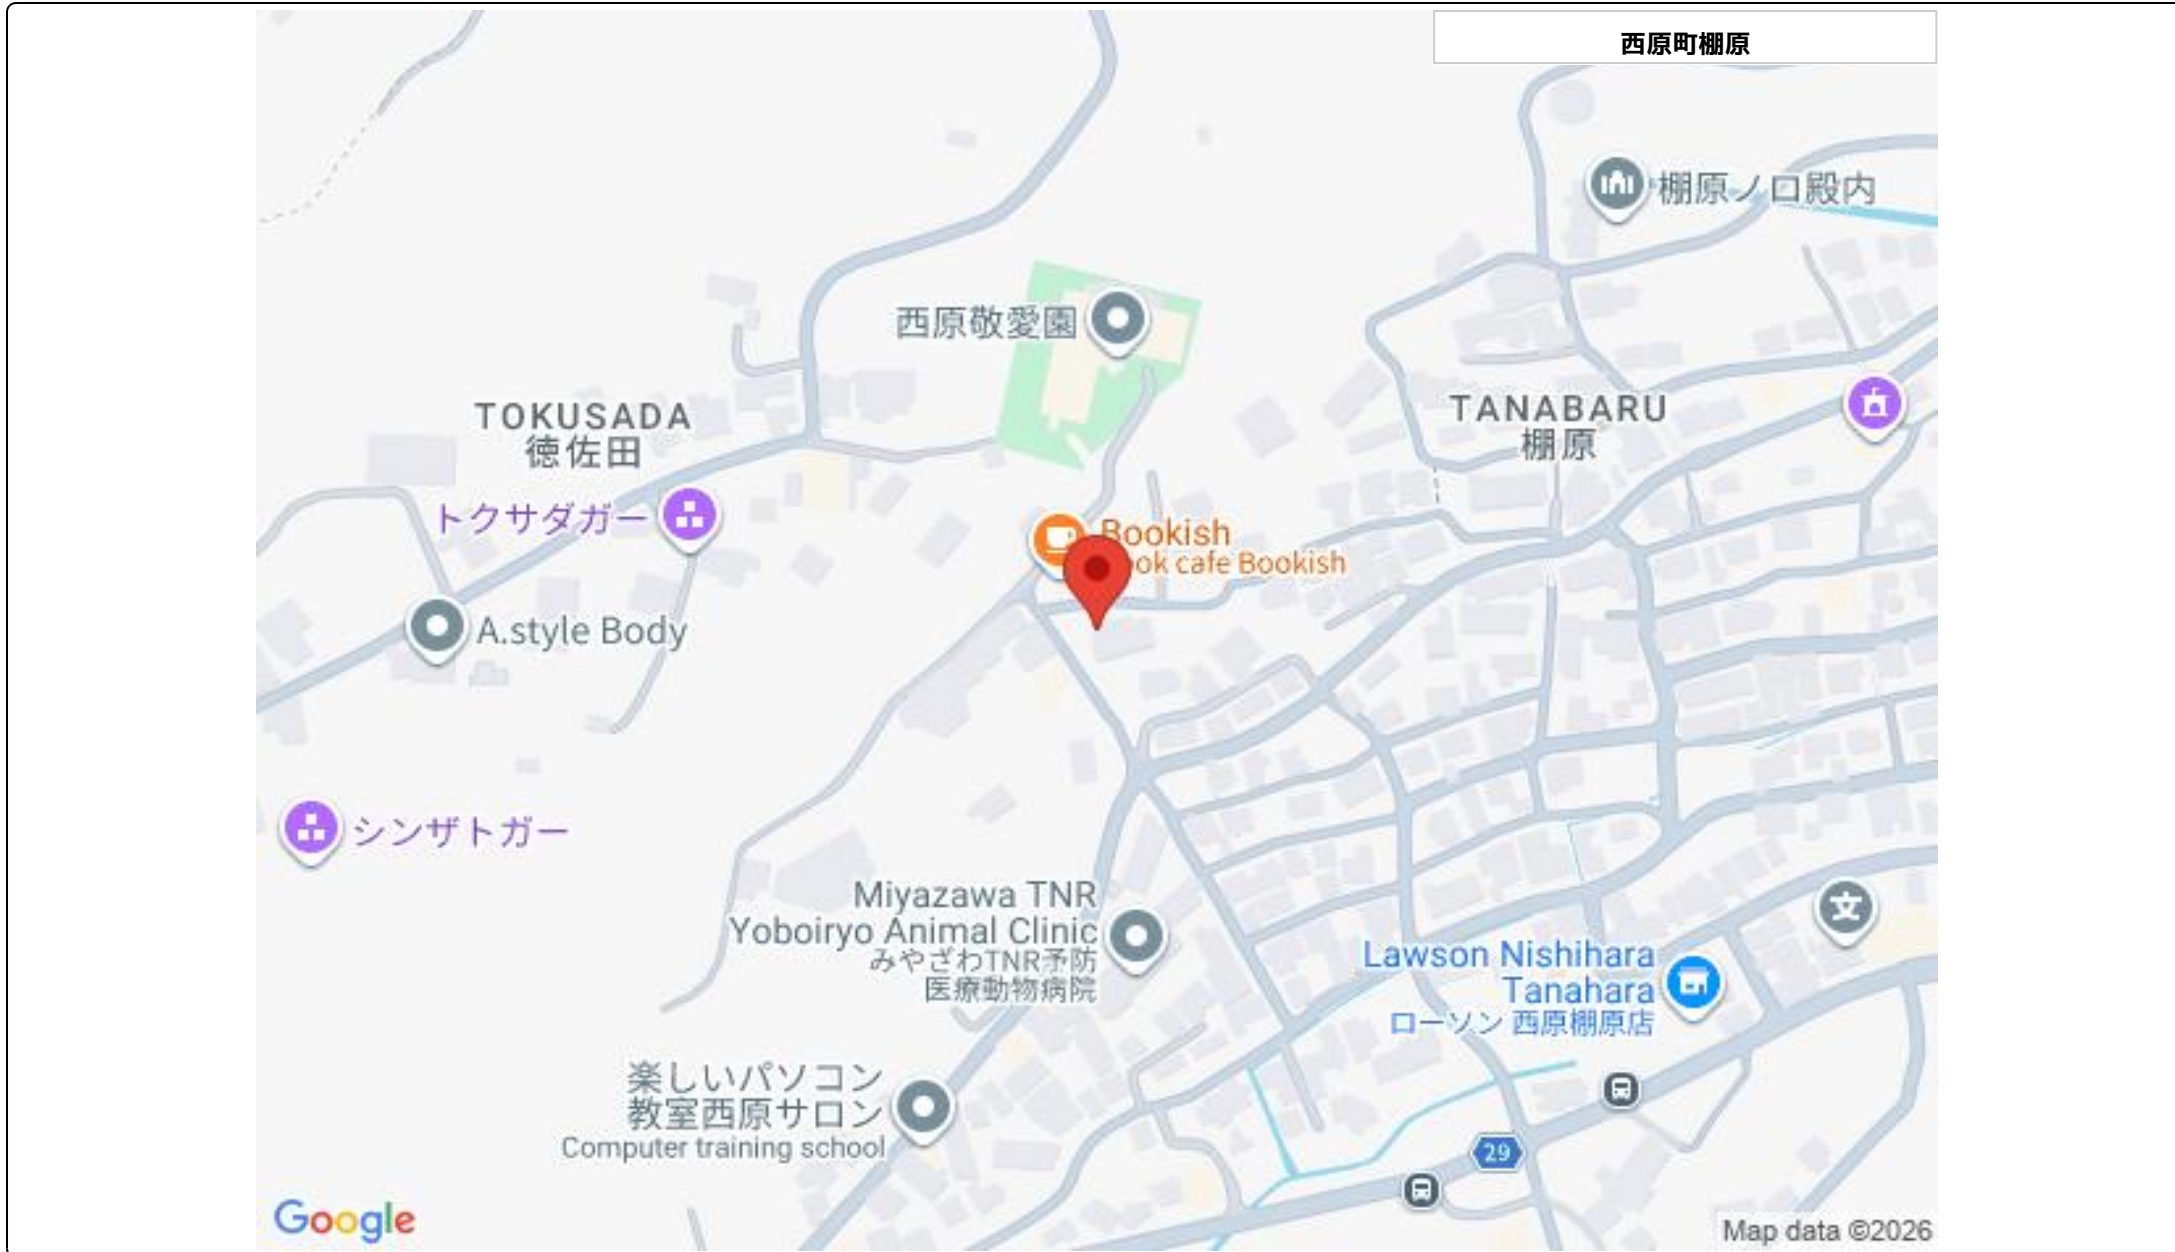 西原町棚原
棚原ノロ殿内
西原敬愛園
TOKUSADA
徳佐田
TANABARU
棚原
トクサダガー
Bookish
ok cafe Bookish
A.style Body
シンザトガー
Miyazawa TNR
Yoboiryo Animal Clinic
みやざわTNR予防
医療動物病院
文
Lawson Nishihara
Tanahara
ローソン 西原棚原店
楽しいパソコン
教室西原サロン
Computer training school
29
Google
Map data ©2026